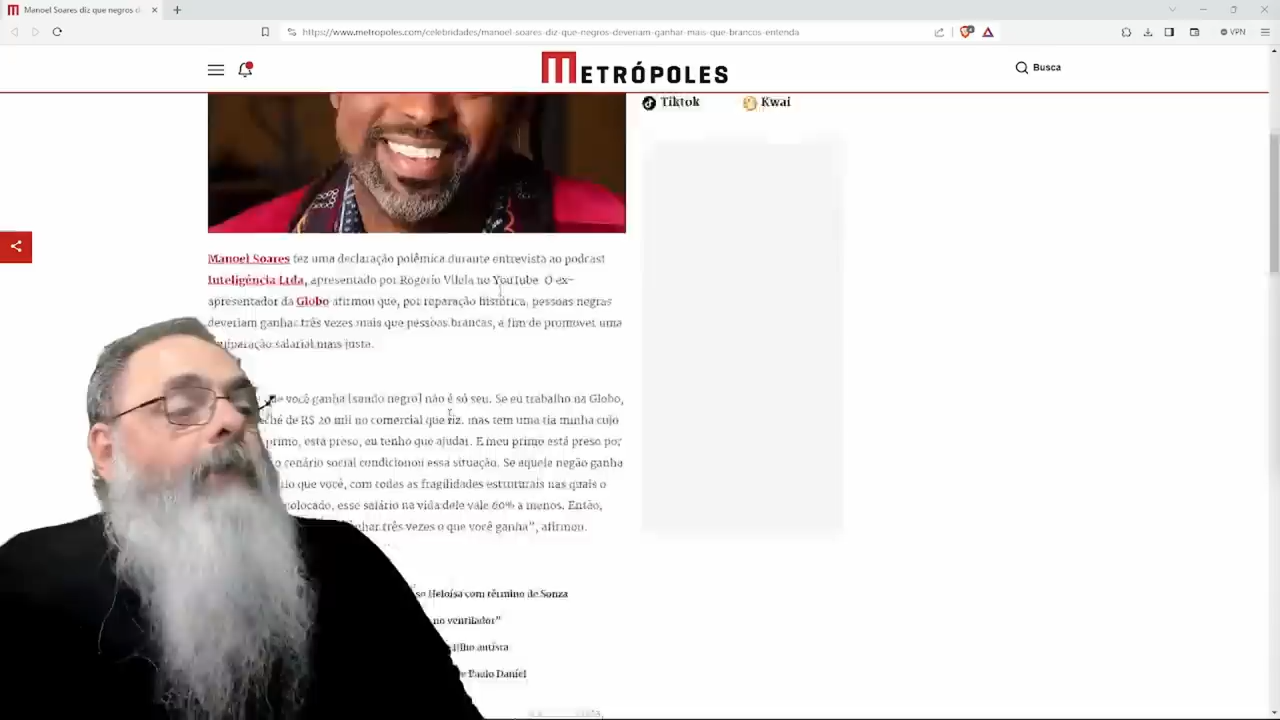 Manoel Soares diz que negros d
https://www.metropoles.com/celebridades/manoel-soares-diz-que-negros-deveriam-ganhar-mais-que-brancos-entenda
VPN
METRÓPOLES
Busca
Tiktok
Kwai
Manoel Soares fez uma declaração polêmica durante entrevista ao podcast
Inteligência Ltda, apresentado por Rogério Vilela no YouTube. O ex-
apresentador da Globo afirmou que, por reparação histórica, pessoas negras
deveriam ganhar três vezes mais que pessoas brancas, a fim de promover uma
salarial mais justa.
você ganha [sendo negro] não é só seu. Se eu trabalho na Globo,
de R$ 20 mil no comercial que fiz, mas tem uma tia minha cujo
primo, está preso, eu tenho que ajudar. E meu primo está preso por
cenário social condicionou essa situação. Se aquele negão ganha
que você, com todas as fragilidades estruturais nas quais o
colocado, esse salário na vida dele vale 60% a menos. Então,
três vezes o que você ganha", afirmou.
Heloísa com término de Souza
no ventilador"
filho autista
Paulo Daniel